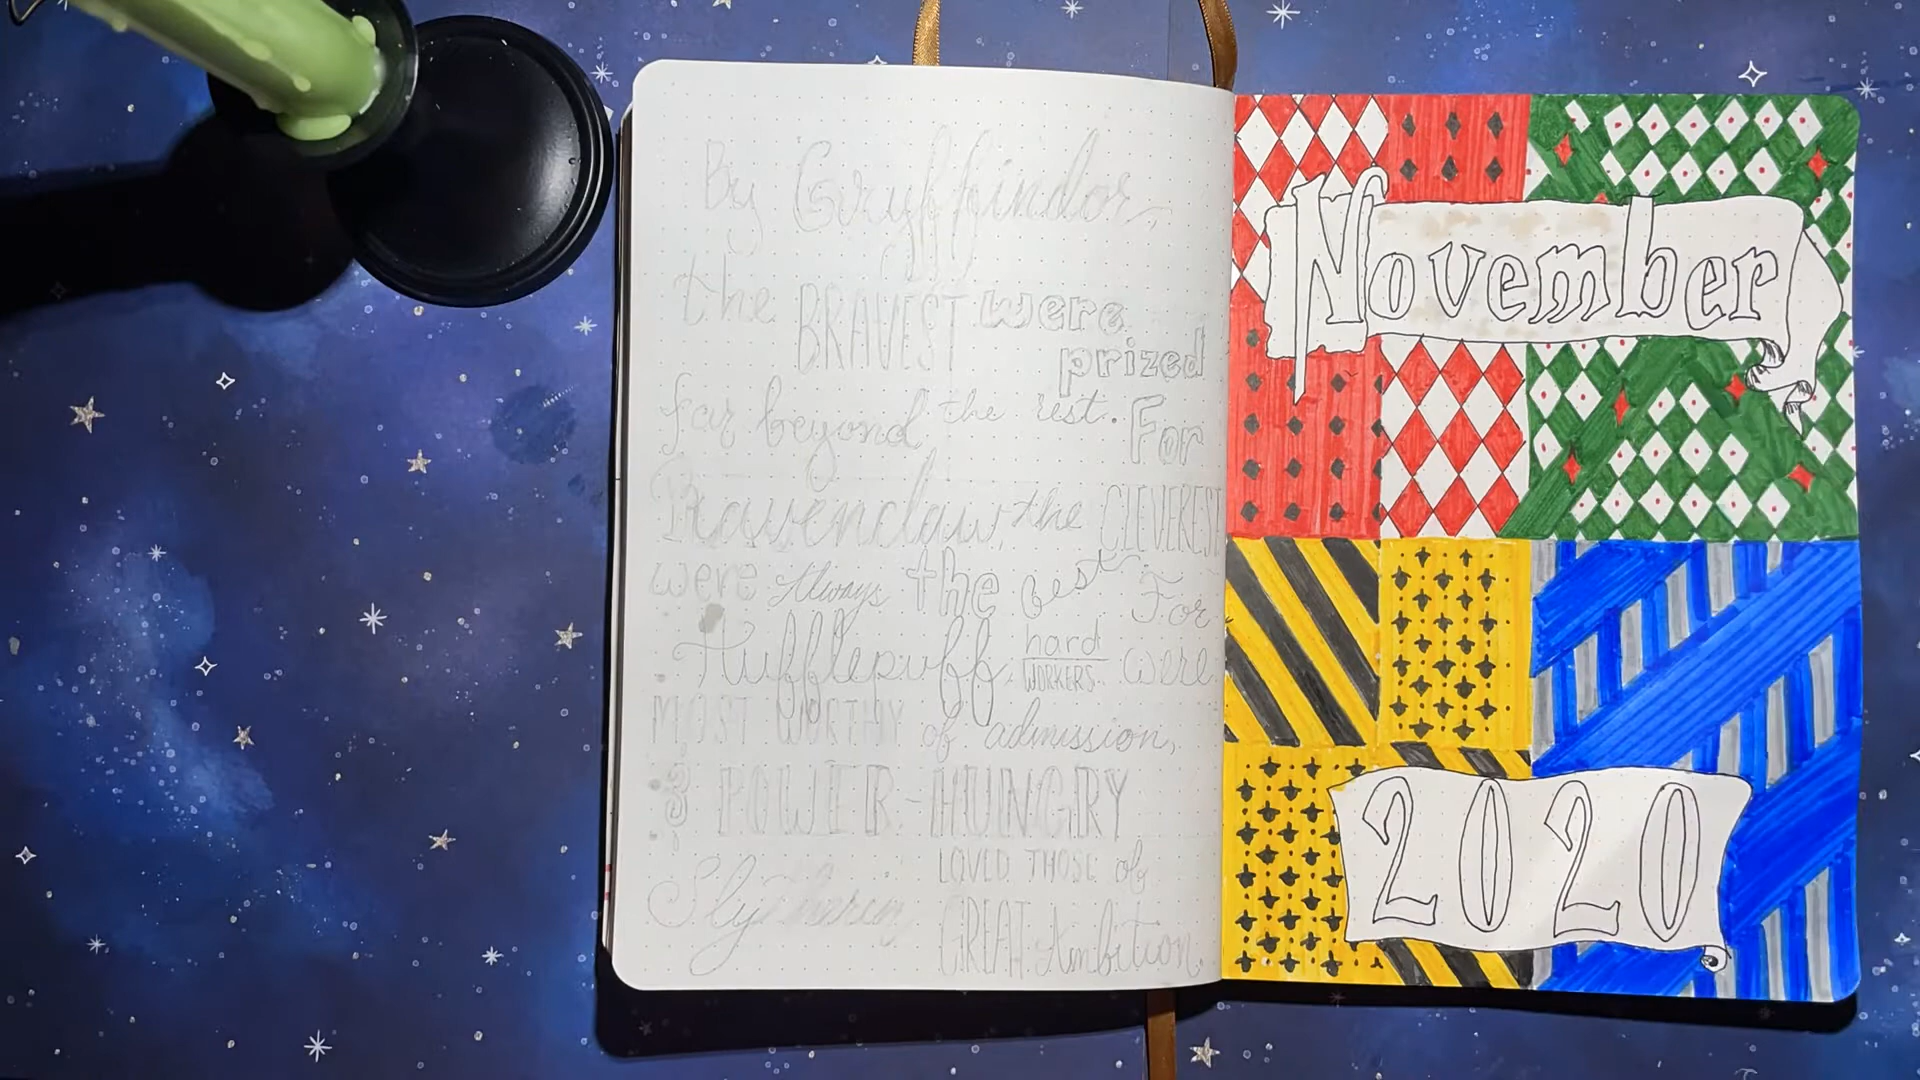 By Gryffindor,
the BRAVEST were
prized
far beyond the rest. For
Ravenclaw, the CLEVEREST
were Always the best For
Hufflepuff, hard
WORKERS were
MOST WORTHY of admission,
& POWER-HUNGRY
Slytherin LOVED THOSE of
GREAT Ambition.
November
2020